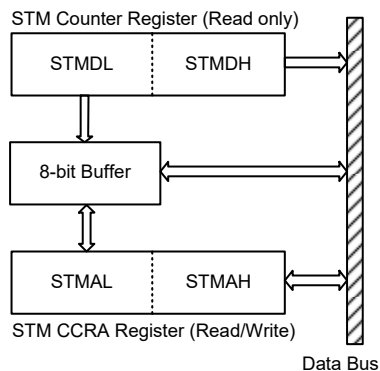 STM Counter Register (Read only)
STMDL STMDH
8-bit Buffer
STMAL STMAH
STM CCRA Register (Read/Write)
Data Bus